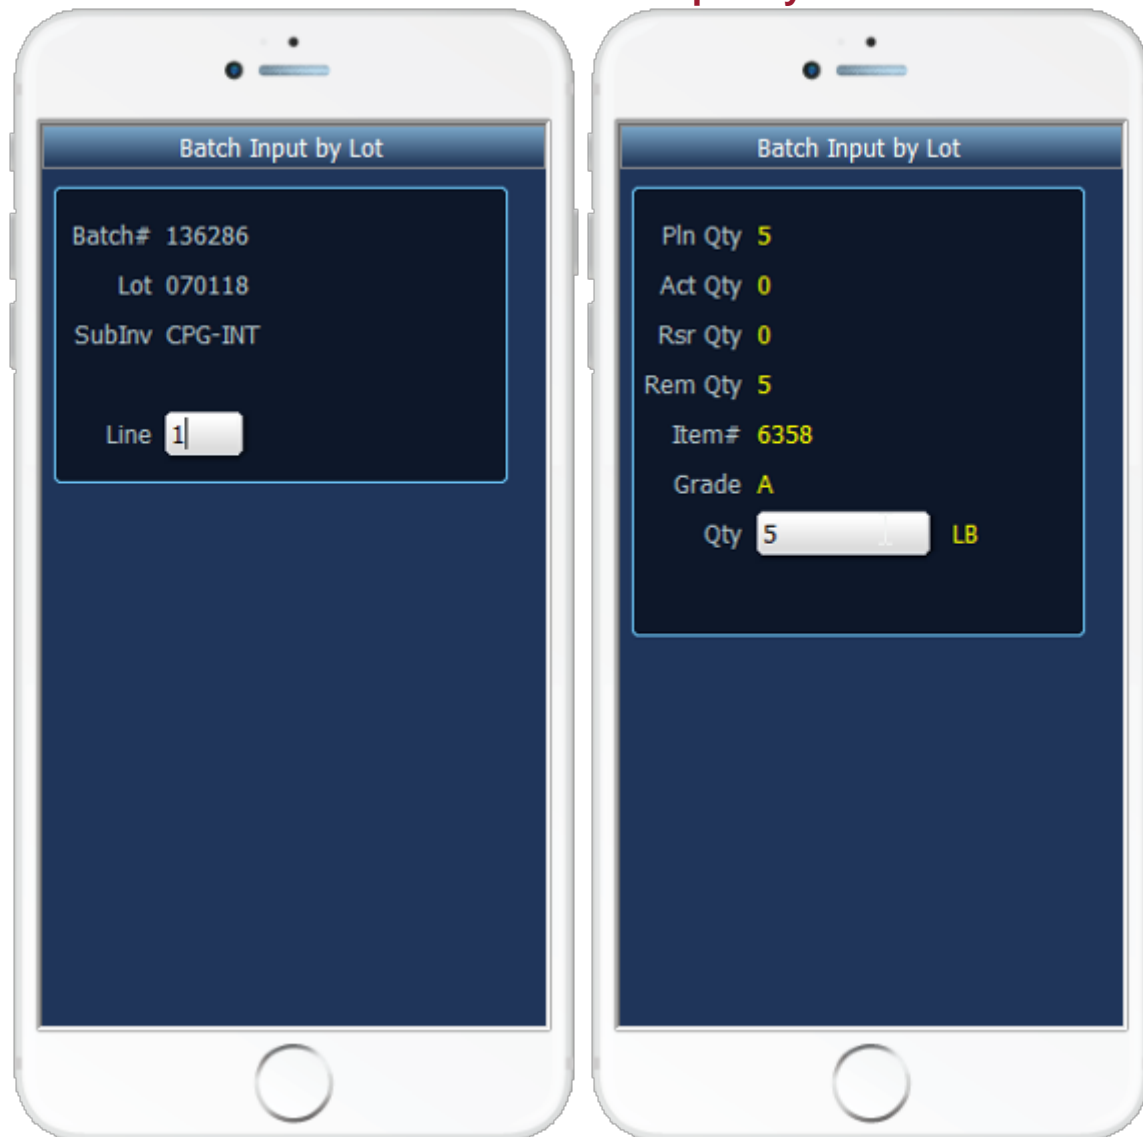 Batch Input by Lot
Batch# 136286
Lot 070118
SubInv CPG-INT
Line 1
Batch Input by Lot
Pln Qty 5
Act Qty 0
Rsr Qty 0
Rem Qty 5
Item# 6358
Grade A
Qty 5 LB